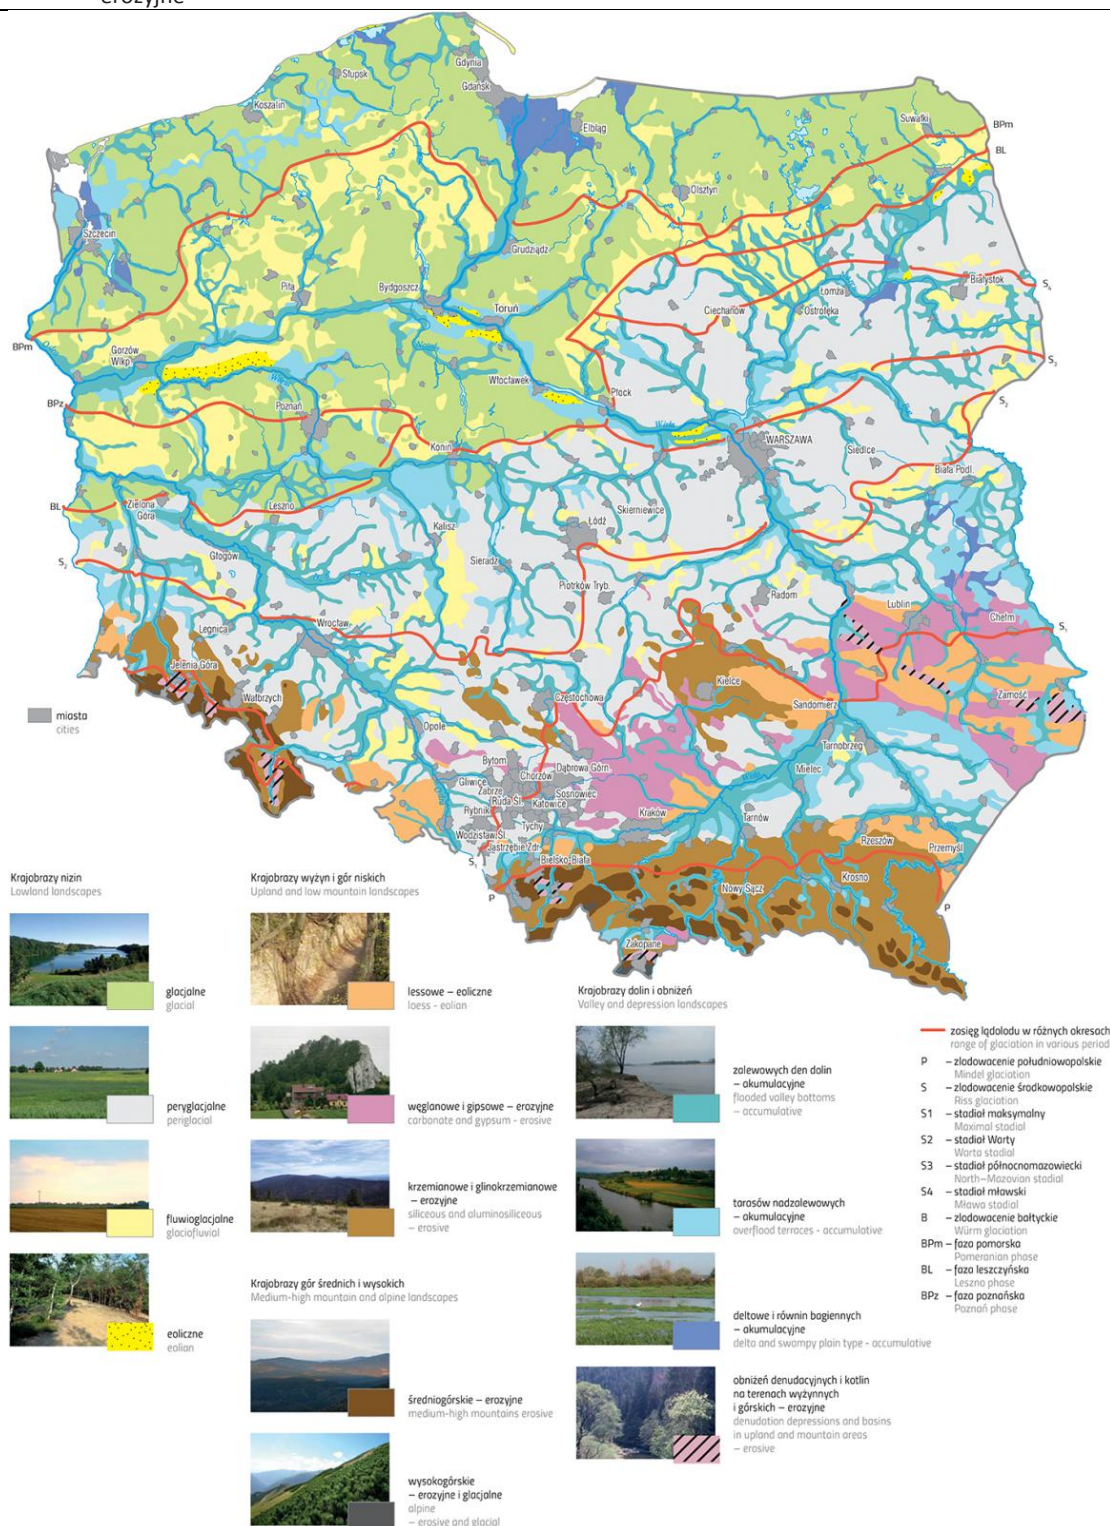 erozyjne
Gdynia
Słupsk
Gdańsk
Koszalin
Elbląg
Suwałki
BPm
BL
Olsztyn
Szczecin
Grudziądz
Białystok
S4
Piła
Bydgoszcz
Łomża
Toruń
Ciechanów
Ostrołęka
BPm
Gorzów
Wlkp.
S3
Włocławek
Płock
S2
BPz
Poznań
Wisła
WARSZAWA
Konin
Siedlce
Biała Podl.
BL
Zielona
Góra
Leszno
Skierniewice
Kalisz
Łódź
Głogów
Sieradz
S2
Piotrków Tryb.
Radom
Lublin
Legnica
Wrocław
Chełm
S1
Jelenia Góra
Wałbrzych
Częstochowa
Kielce
Zamość
Sandomierz
miasta
cities
Opole
Tarnobrzeg
Bytom
Dąbrowa Górn.
Mielec
Gliwice
Chorzów
Zabrze
Sosnowiec
Ruda Śl.
Katowice
Rybnik
Kraków
Tychy
Tarnów
Rzeszów
Wodzisław Śl.
Przemyśl
Jastrzębie Zdr.
S1
Bielsko-Biała
Krosno
Nowy Sącz
P
P
Zakopane
Krajobrazy nizin
Lowland landscapes
glacjalne
glacial
peryglacjalne
periglacial
fluwioglacjalne
glaciofluvial
eoliczne
eolian
Krajobrazy wyżyn i gór niskich
Upland and low mountain landscapes
lessowe – eoliczne
loess - eolian
węglanowe i gipsowe – erozyjne
carbonate and gypsum - erosive
krzemianowe i glinokrzemianowe
– erozyjne
siliceous and aluminosiliceous
– erosive
Krajobrazy gór średnich i wysokich
Medium-high mountain and alpine landscapes
średniogórskie – erozyjne
medium-high mountains erosive
wysokogórskie
– erozyjne i glacjalne
alpine
– erosive and glacial
Krajobrazy dolin i obniżeń
Valley and depression landscapes
zalewowych den dolin
– akumulacyjne
flooded valley bottoms
– accumulative
tarasów nadzalewowych
– akumulacyjne
overflood terraces - accumulative
deltowe i równin bagiennych
– akumulacyjne
delta and swampy plain type - accumulative
obniżeń denudacyjnych i kotlin
na terenach wyżynnych
i górskich – erozyjne
denudation depressions and basins
in upland and mountain areas
– erosive
zasięg lądolodu w różnych okresach
range of glaciation in various period
P – zlodowacenie południowopolskie
Mindel glaciation
S – zlodowacenie środkowopolskie
Riss glaciation
S1 – stadiał maksymalny
Maximal stadial
S2 – stadiał Warty
Warta stadial
S3 – stadiał północnomazowiecki
North–Mazovian stadial
S4 – stadiał mławski
Mława stadial
B – zlodowacenie bałtyckie
Würm glaciation
BPm – faza pomorska
Pomeranian phase
BL – faza leszczyńska
Leszno phase
BPz – faza poznańska
Poznań phase